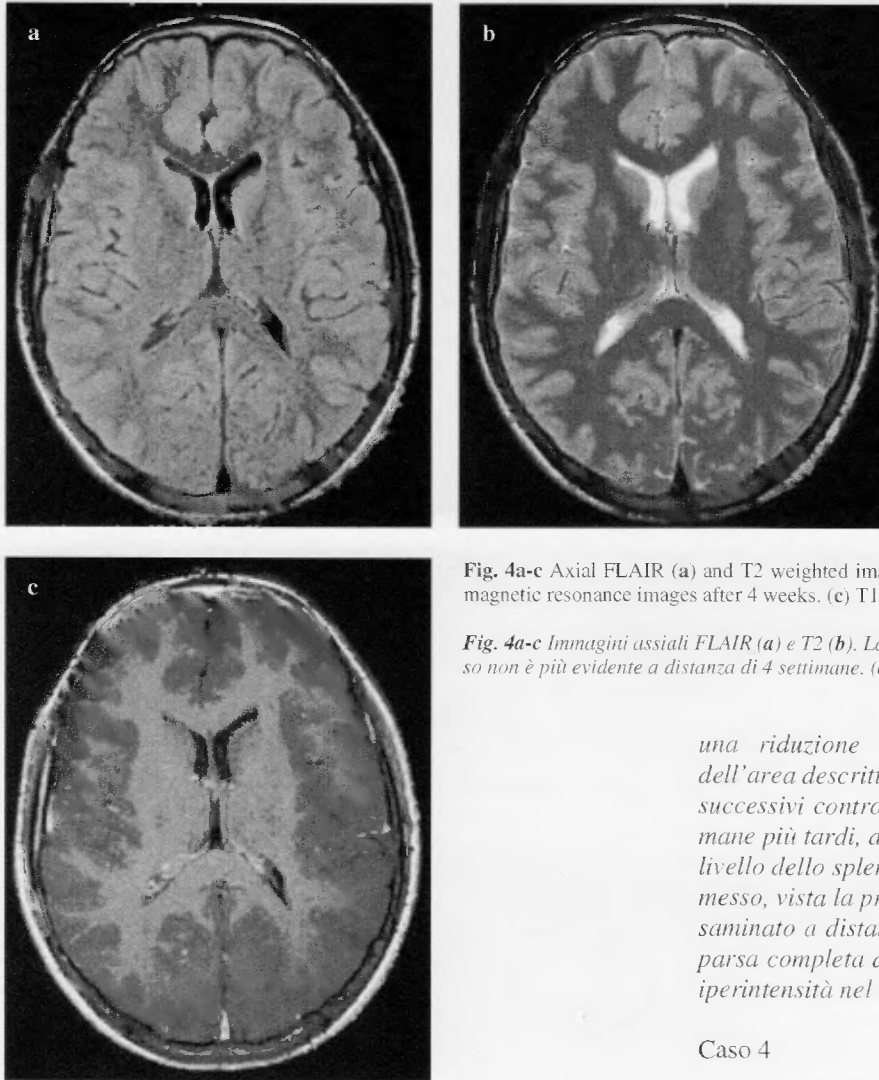 a
b
c
Fig. 4a-c Axial FLAIR (a) and T2 weighted ima
magnetic resonance images after 4 weeks. (c) T1
Fig. 4a-c Immagini assiali FLAIR (a) e T2 (b). Lo
so non è più evidente a distanza di 4 settimane. (
una riduzione
dell'area descritt
successivi contro
mane più tardi, a
livello dello splen
messo, vista la pr
saminato a dista
parsa completa d
iperintensità nel
Caso 4